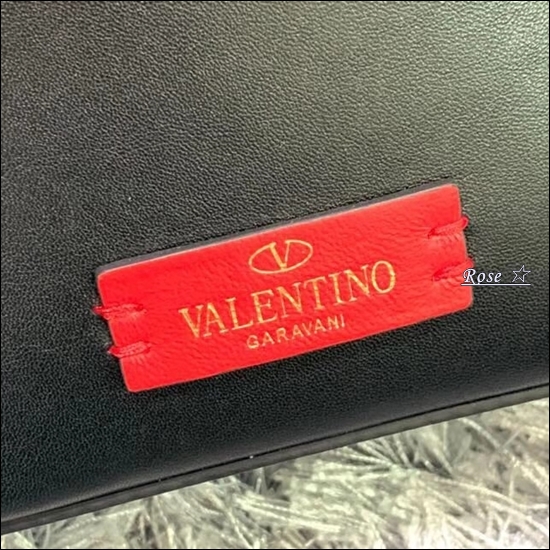 VALENTINO
GARAVANI
Rose ☆